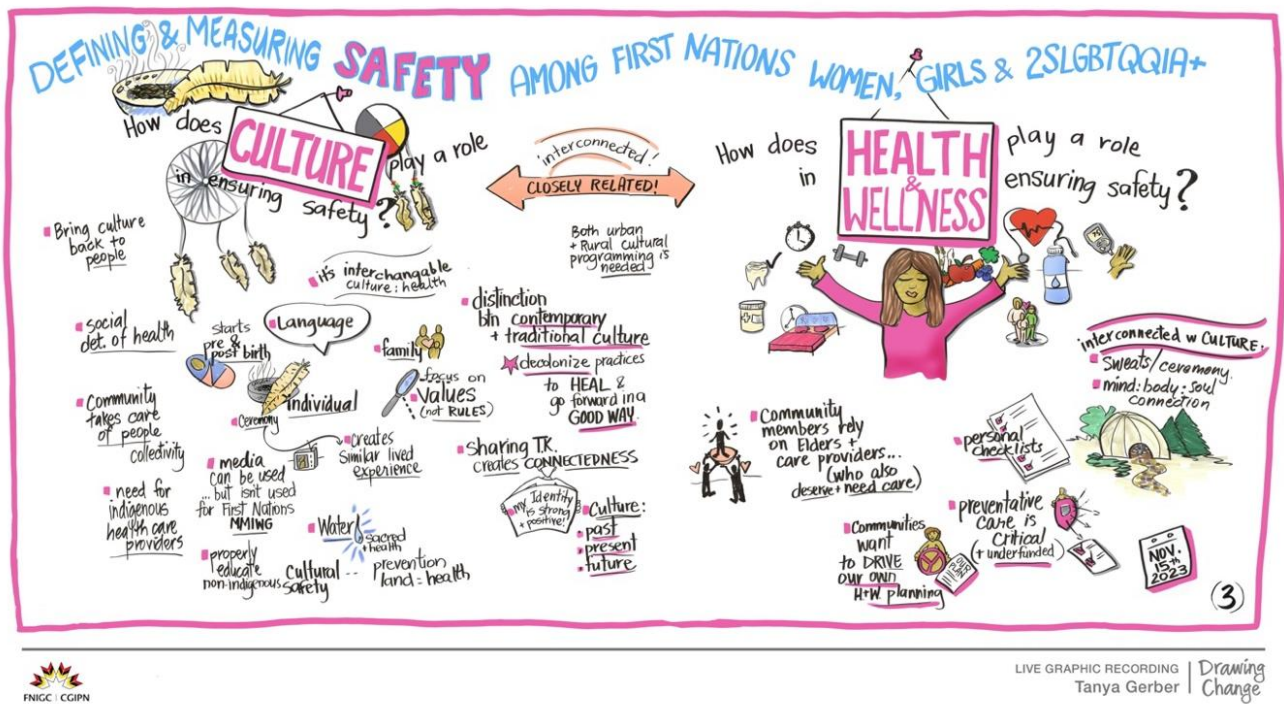 DEFINING & MEASURING SAFETY AMONG FIRST NATIONS WOMEN, GIRLS & 2SLGBTQQIA+
How does
CULTURE
play a role
in ensuring
safety?
interconnected!
CLOSELY RELATED!
Both urban
+ Rural cultural
programming is
needed
Bring culture
back to
people
it's interchangable
culture : health
social
det. of health
starts
pre &
post birth
Language
family
distinction
btn contemporary
+ traditional culture
decolonize practices
to HEAL &
go forward in a
GOOD WAY.
focus on
Values
(not RULES)
individual
Ceremony
Community
takes care
of people
collectivity
creates
Similar lived
experience
media
can be used
... but isn't used
for First Nations
MMIWG
sharing T.K.
creates CONNECTEDNESS
my Identity
is strong
+ positive!
Culture:
past
present
future
need for
indigenous
health care
providers
Water
sacred
+ health
properly
educate
non-indigenous
Cultural
Safety
prevention
land = health
How does
in
HEALTH
&
WELLNESS
play a role
ensuring safety?
interconnected w CULTURE:
Sweats/ceremony.
mind : body : soul
connection
Community
members rely
on Elders +
care providers...
(who also
deserve + need care)
personal
checklists
preventative
care is
Critical
(+ underfunded)
Communities
want
to DRIVE
our own
H+W. planning
OUR
PLAN
NOV.
15th
2023
3
FNIGC | CGIPN
LIVE GRAPHIC RECORDING
Tanya Gerber
Drawing
Change